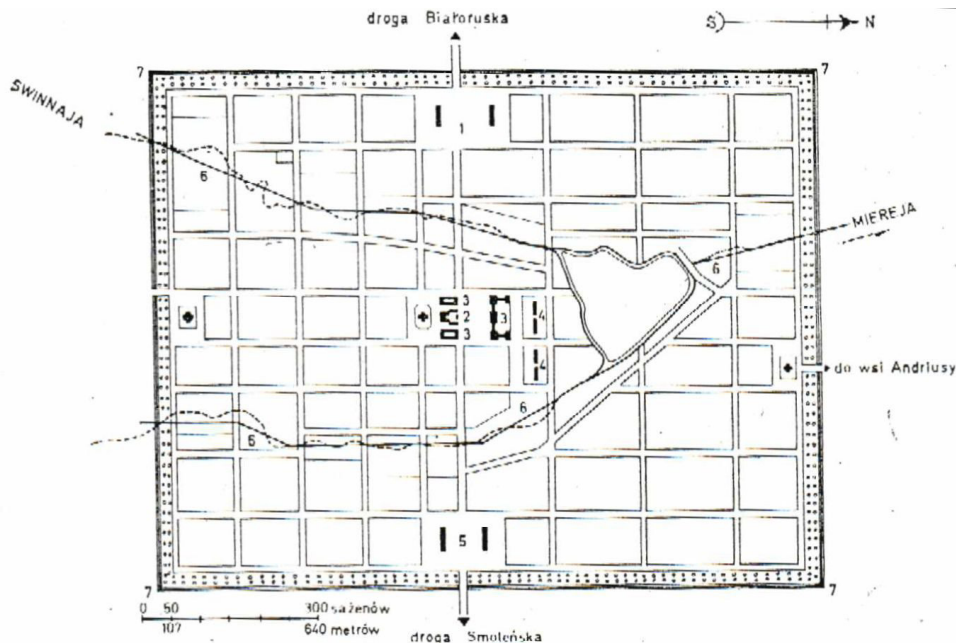 droga Białoruska
S N
7 7
SWINNAJA
1
6
MIEREJA
6
3
2 3 4
3
4
do wsi Andriusy
6
6
5
7 7
0 50 300 sażenów
107 640 metrów
droga Smoleńska